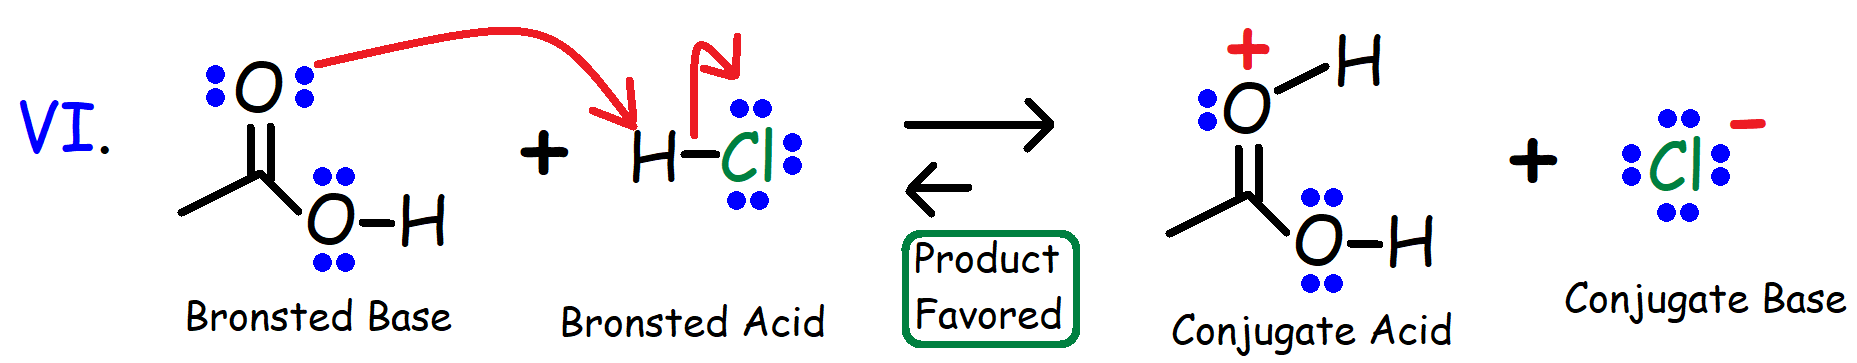 VI.
O
O-H
+
H-Cl
Product
Favored
+
O-H
O-H
+
Cl −
Bronsted Base
Bronsted Acid
Conjugate Acid
Conjugate Base